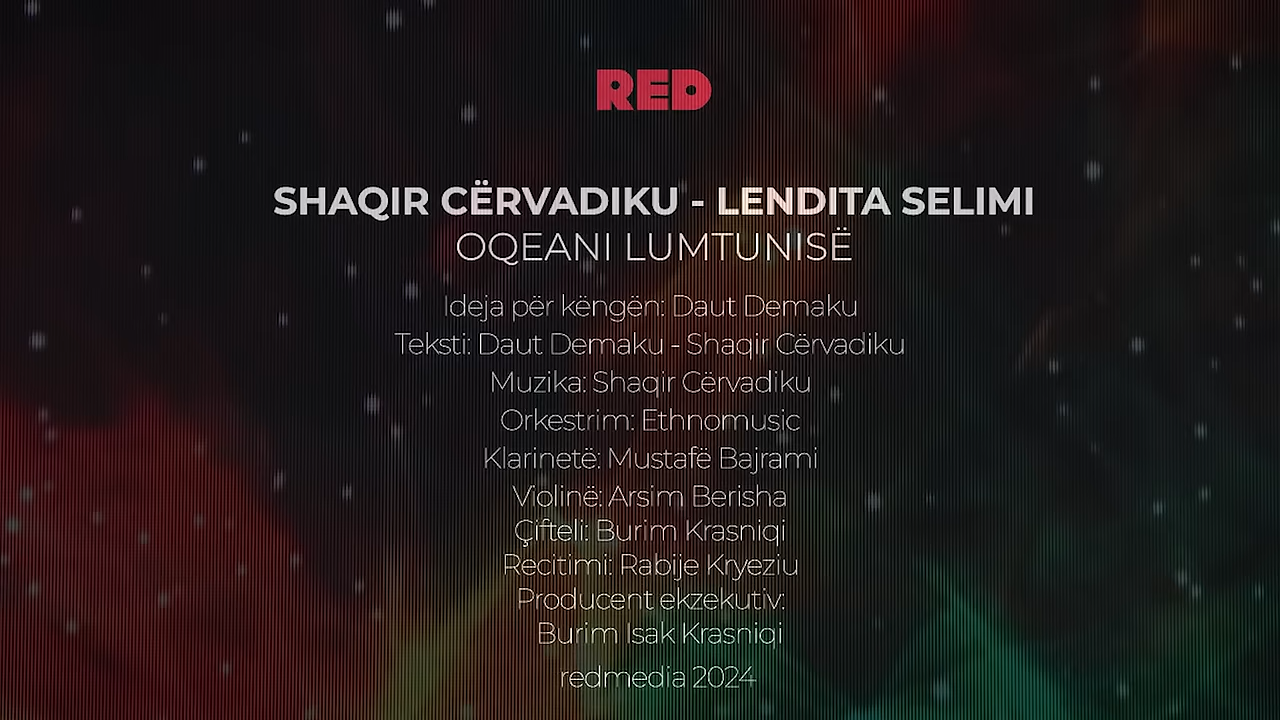 RED
SHAQIR CËRVADIKU - LENDITA SELIMI
OQEANI LUMTUNISË
Ideja për këngën: Daut Demaku
Teksti: Daut Demaku - Shaqir Cërvadiku
Muzika: Shaqir Cërvadiku
Orkestrim: Ethnomusic
Klarinetë: Mustafë Bajrami
Violinë: Arsim Berisha
Çifteli: Burim Krasniqi
Recitimi: Rabije Kryeziu
Producent ekzekutiv:
Burim Isak Krasniqi
redmedia 2024